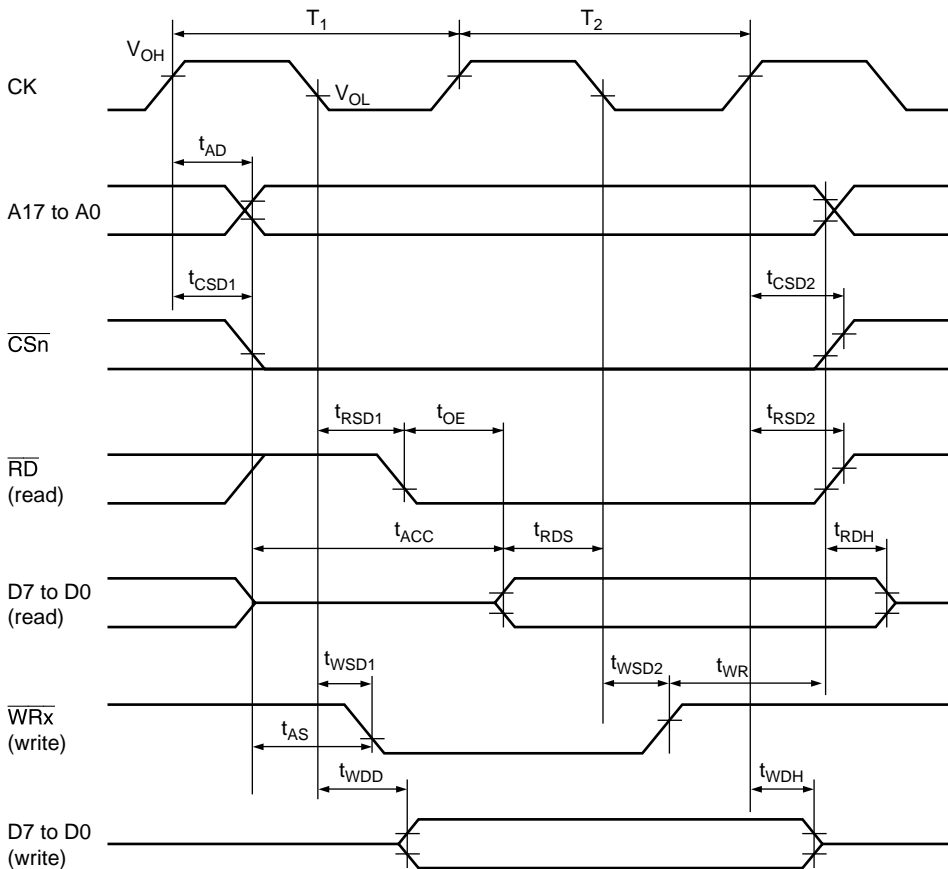 T1 T2
VOH
CK
VOL
tAD
A17 to A0
tCSD1 tCSD2
CSn
tRSD1 tOE tRSD2
RD
(read)
tACC tRDS tRDH
D7 to D0
(read)
tWSD1 tWSD2 tWR
WRx
(write)
tAS
tWDD tWDH
D7 to D0
(write)